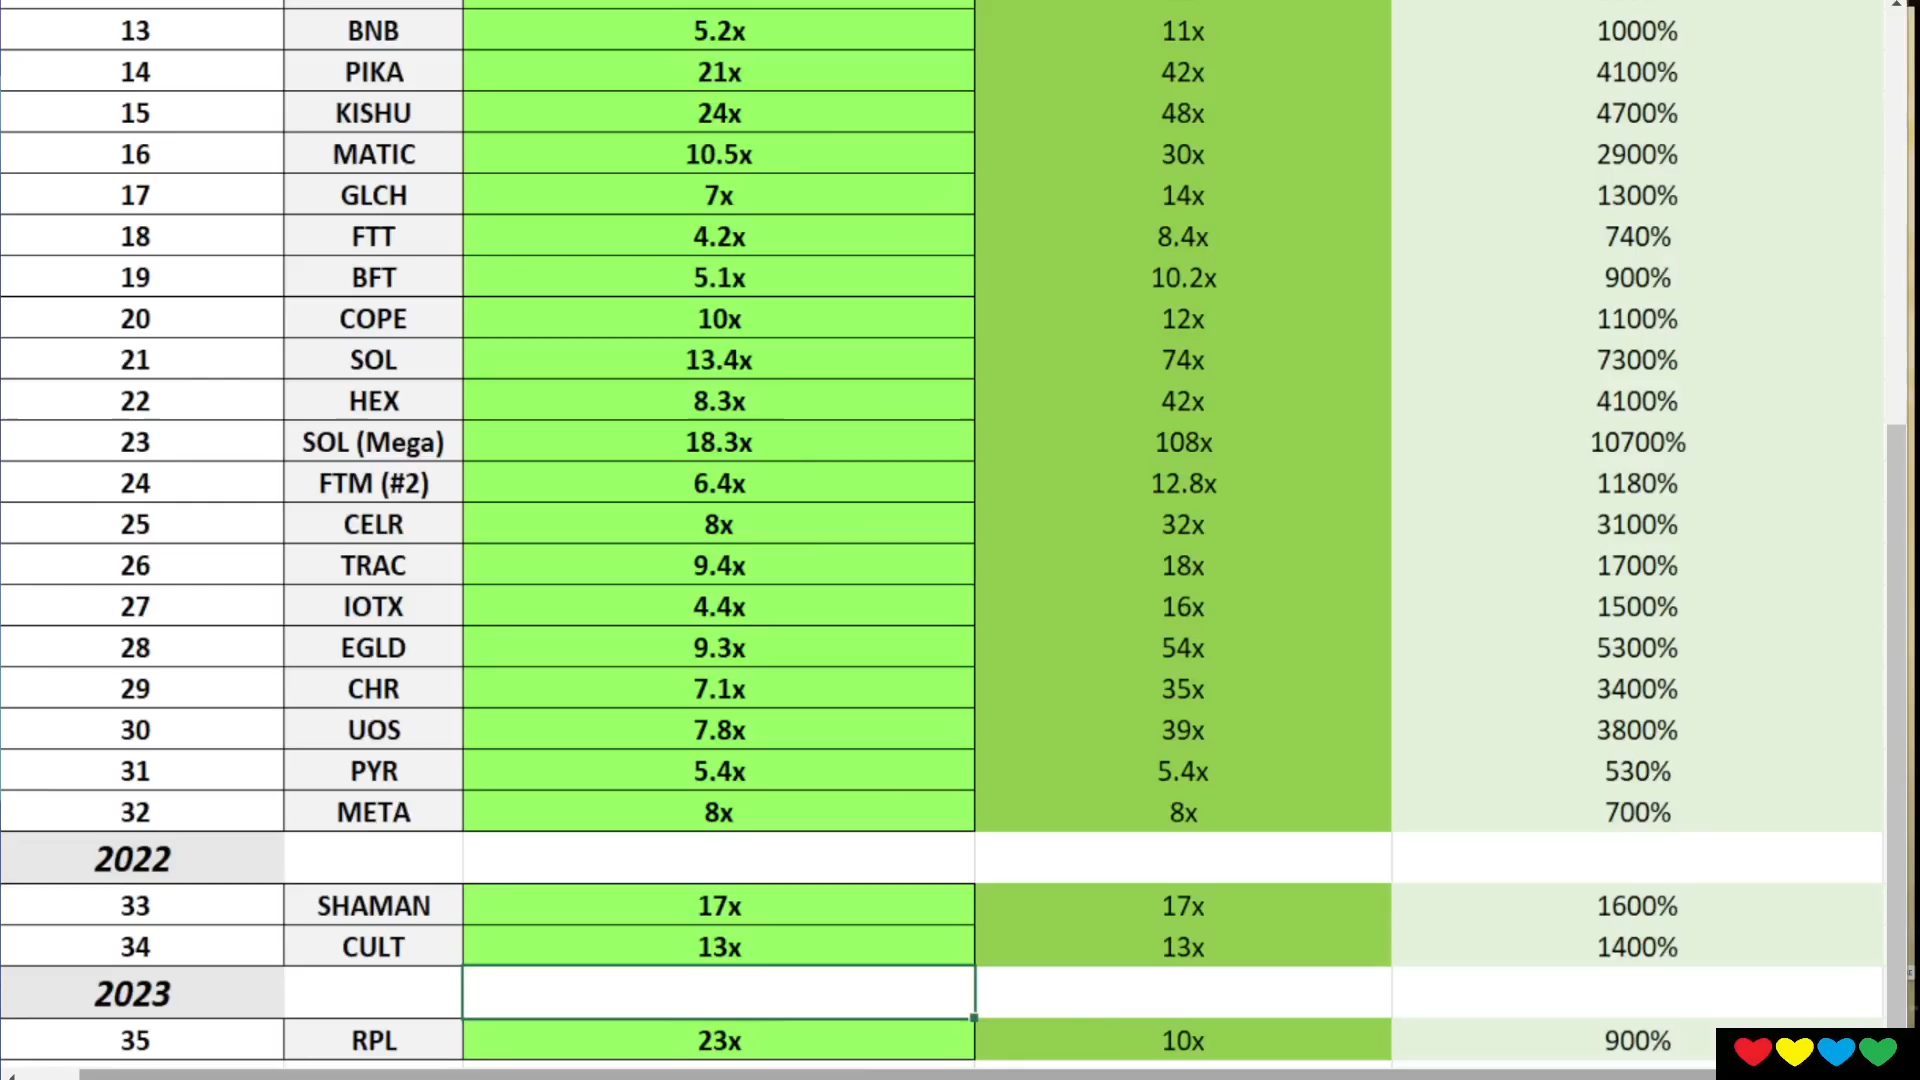 13 BNB 5.2x 11x 1000%
14 PIKA 21x 42x 4100%
15 KISHU 24x 48x 4700%
16 MATIC 10.5x 30x 2900%
17 GLCH 7x 14x 1300%
18 FTT 4.2x 8.4x 740%
19 BFT 5.1x 10.2x 900%
20 COPE 10x 12x 1100%
21 SOL 13.4x 74x 7300%
22 HEX 8.3x 42x 4100%
23 SOL (Mega) 18.3x 108x 10700%
24 FTM (#2) 6.4x 12.8x 1180%
25 CELR 8x 32x 3100%
26 TRAC 9.4x 18x 1700%
27 IOTX 4.4x 16x 1500%
28 EGLD 9.3x 54x 5300%
29 CHR 7.1x 35x 3400%
30 UOS 7.8x 39x 3800%
31 PYR 5.4x 5.4x 530%
32 META 8x 8x 700%
2022
33 SHAMAN 17x 17x 1600%
34 CULT 13x 13x 1400%
2023
35 RPL 23x 10x 900%